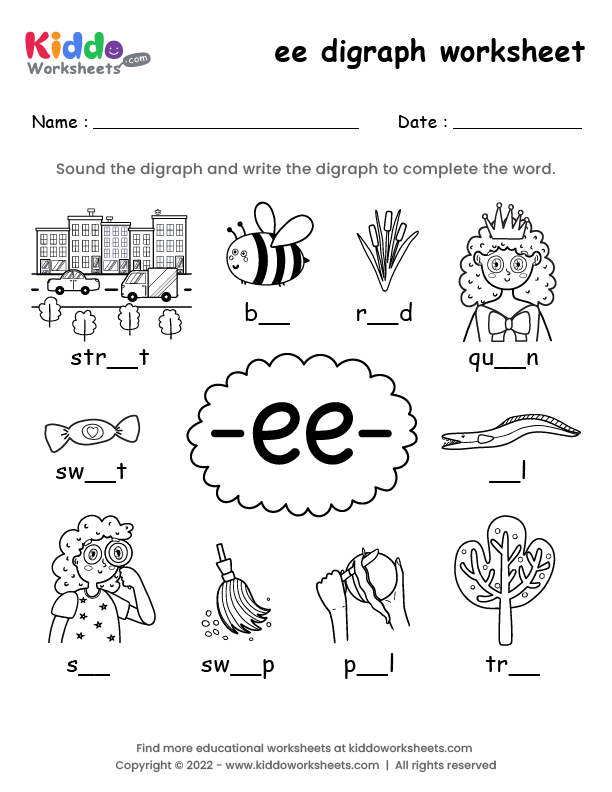 Kiddo
Worksheets .com
ee digraph worksheet
Name : ____________ Date : ____________
Sound the digraph and write the digraph to complete the word.
b__ r__d
str__t qu__n
-ee-
sw__t __l
s__ sw__p p__l tr__
Find more educational worksheets at kiddoworksheets.com
Copyright © 2022 - www.kiddoworksheets.com | All rights reserved